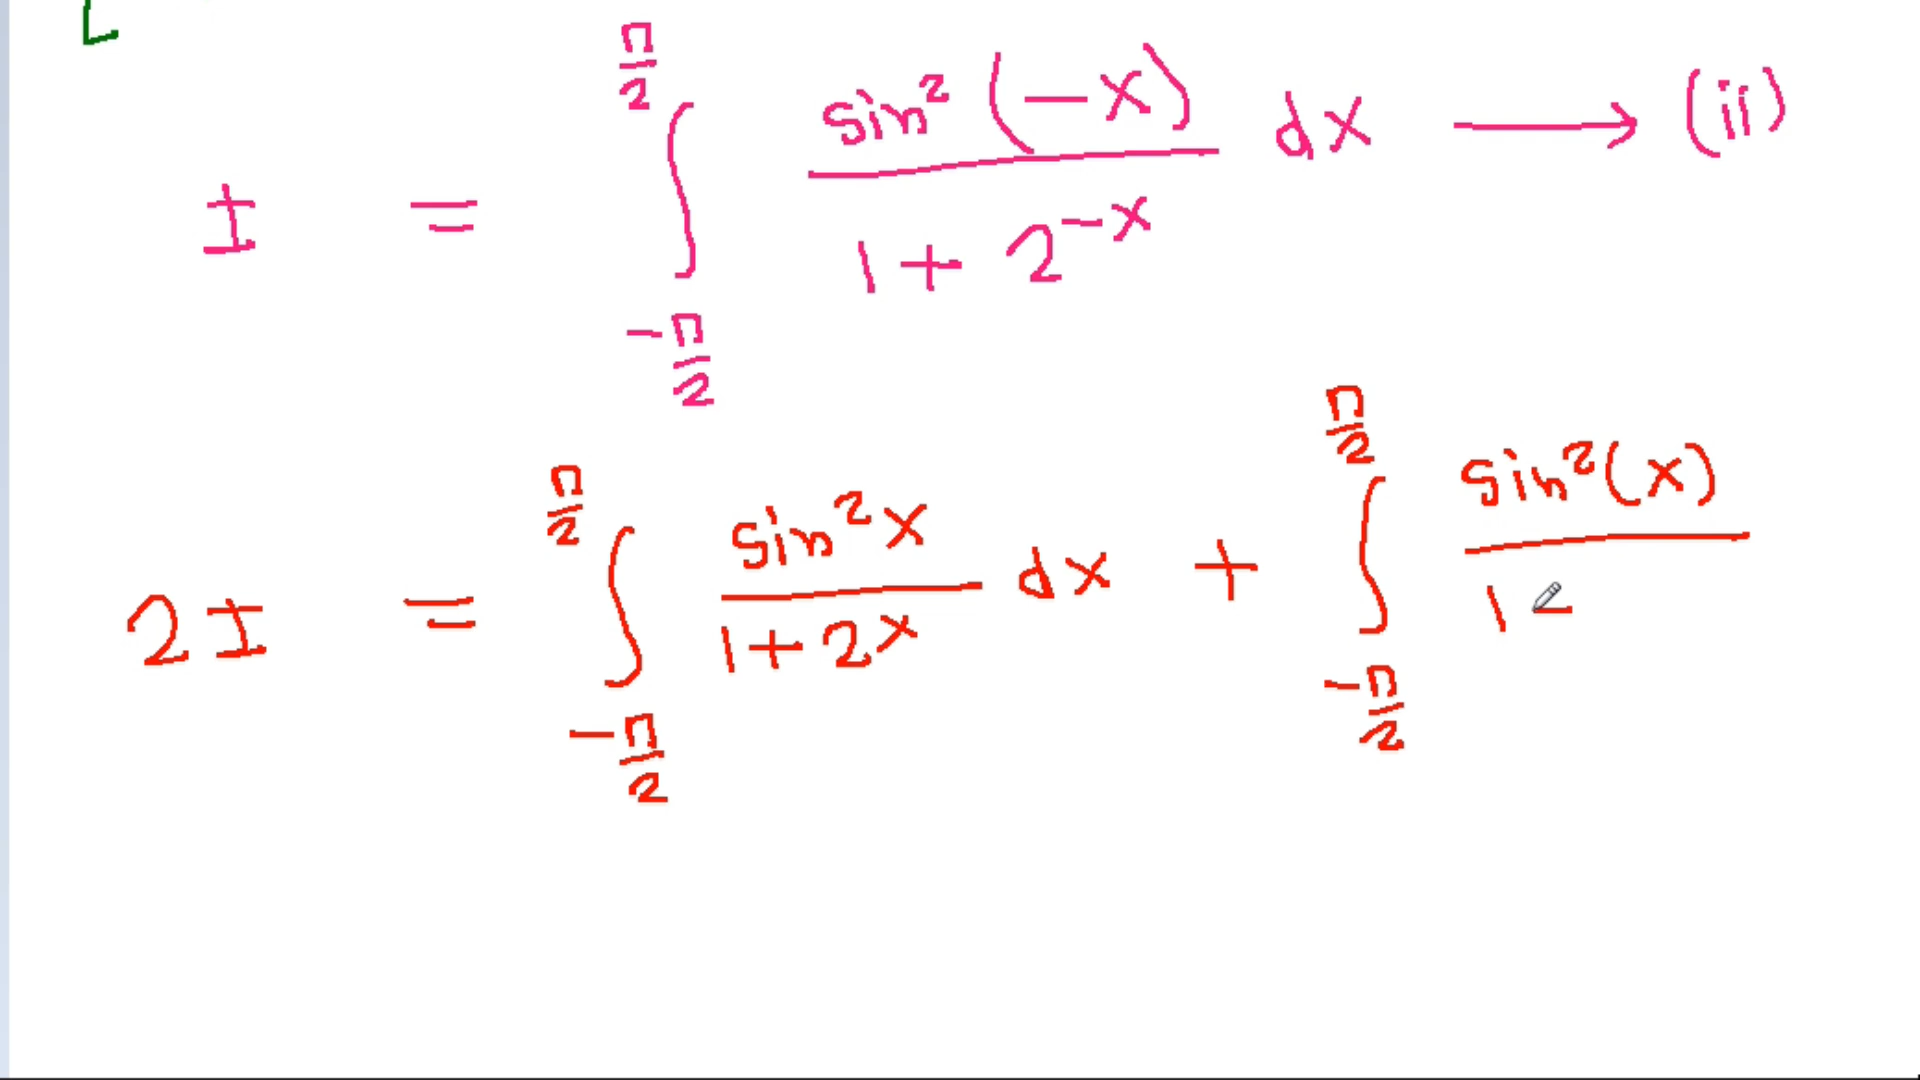 I = ∫_{-π/2}^{π/2} sin²(-x) / (1 + 2^{-x}) dx ⟶ (ii)
2I = ∫_{-π/2}^{π/2} sin²x / (1 + 2^x) dx + ∫_{-π/2}^{π/2} sin²(x) / 1